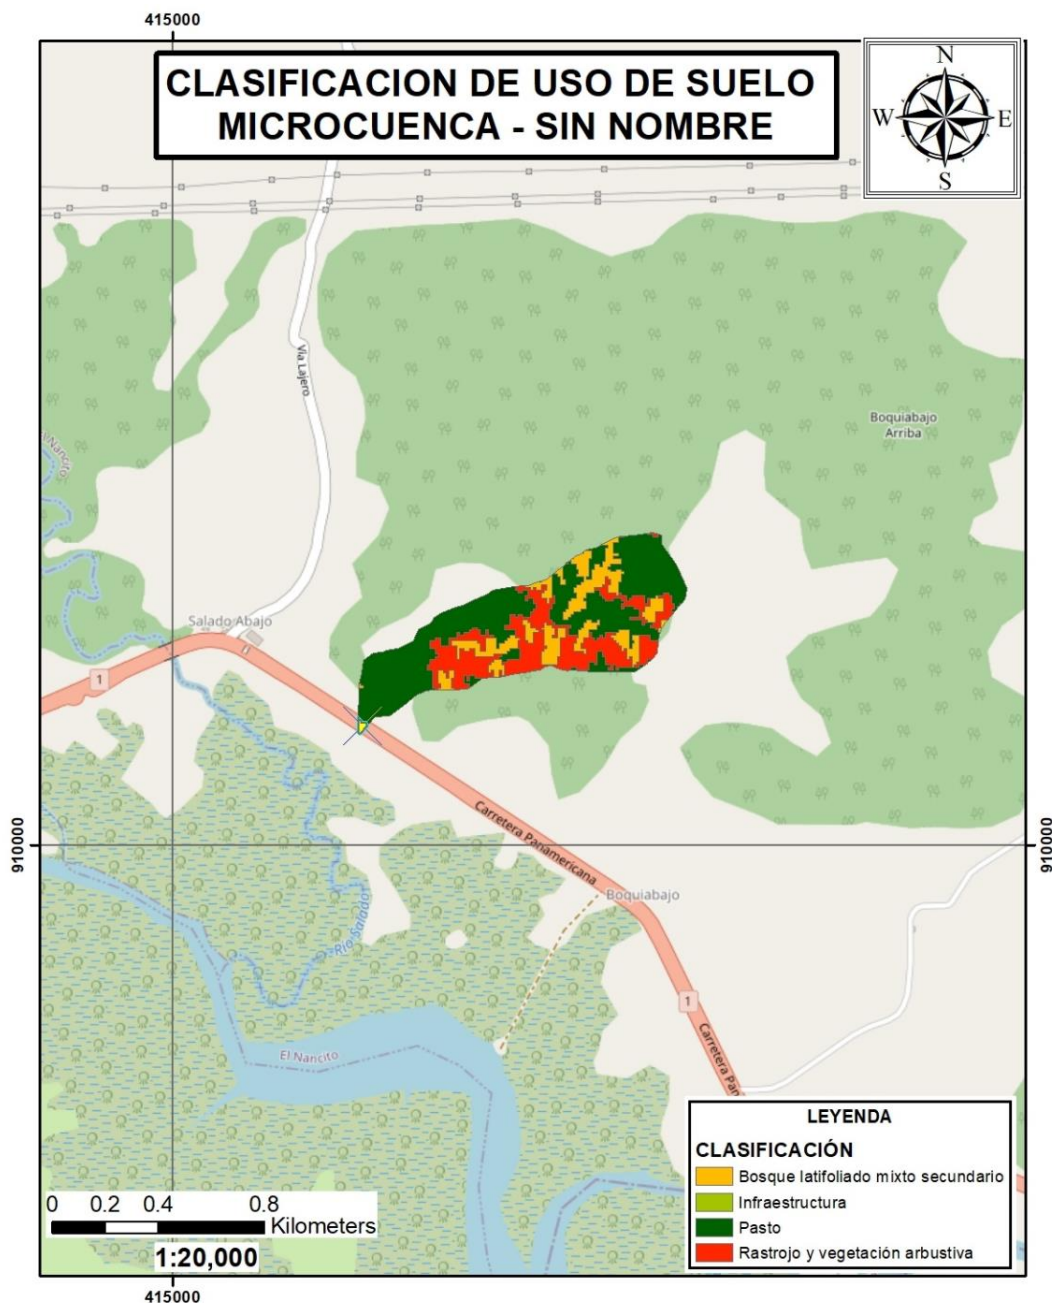 415000
CLASIFICACION DE USO DE SUELO
MICROCUENCA - SIN NOMBRE
N
W E
S
Vía Lajero
Boquiabajo
Arriba
El Nancito
Salado Abajo
1
910000
910000
Carretera Panamericana
Boquiabajo
Río Salado
1
El Nancito
Carretera Pan
LEYENDA
CLASIFICACIÓN
Bosque latifoliado mixto secundario
Infraestructura
Pasto
Rastrojo y vegetación arbustiva
0 0.2 0.4 0.8
Kilometers
1:20,000
415000